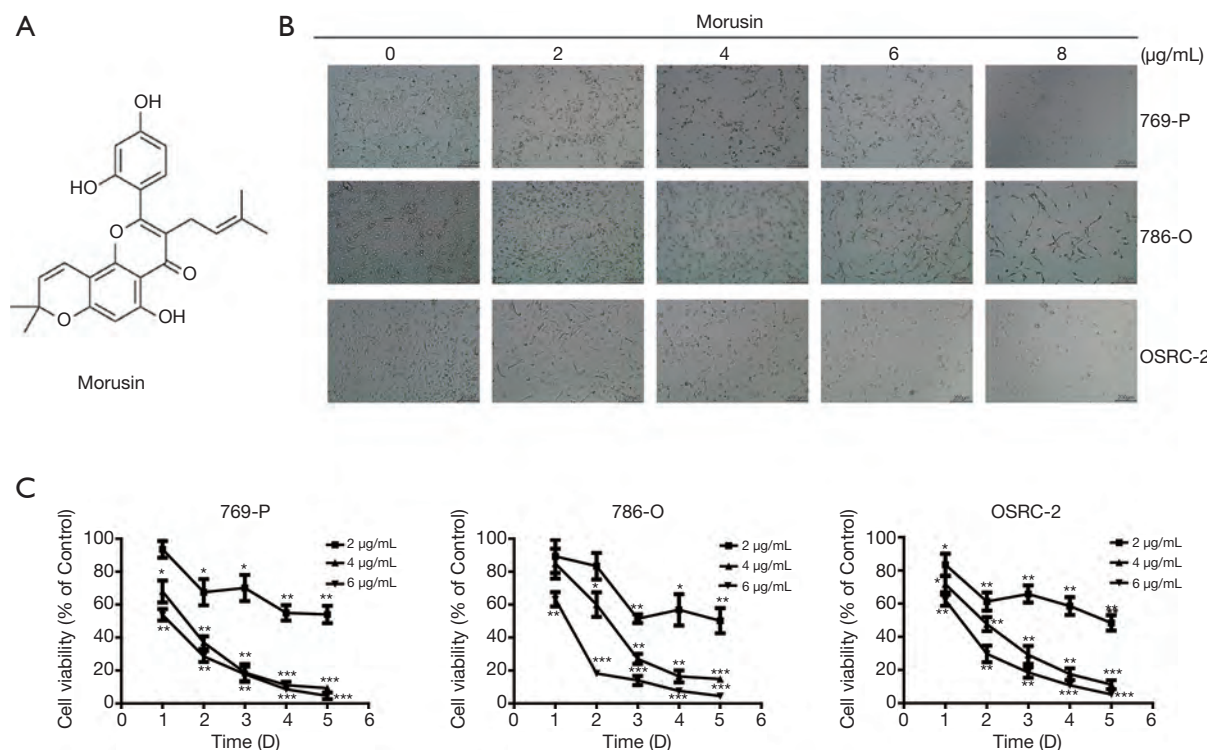 A
OH
HO
O
O
O
OH
Morusin
B
Morusin
0 2 4 6 8 (µg/mL)
769-P
786-O
OSRC-2
C
769-P
Cell viability (% of Control)
100
80
60
40
20
0
0 1 2 3 4 5 6
Time (D)
2 µg/mL
4 µg/mL
6 µg/mL
* * * ** **
* ** ** *** ***
** ** ** *** ***
786-O
Cell viability (% of Control)
100
80
60
40
20
0
0 1 2 3 4 5 6
Time (D)
2 µg/mL
4 µg/mL
6 µg/mL
** * **
* ** ** ***
** *** *** *** ***
OSRC-2
Cell viability (% of Control)
100
80
60
40
20
0
0 1 2 3 4 5 6
Time (D)
2 µg/mL
4 µg/mL
6 µg/mL
* ** ** ** **
* ** ** ** ***
** ** ** *** ***